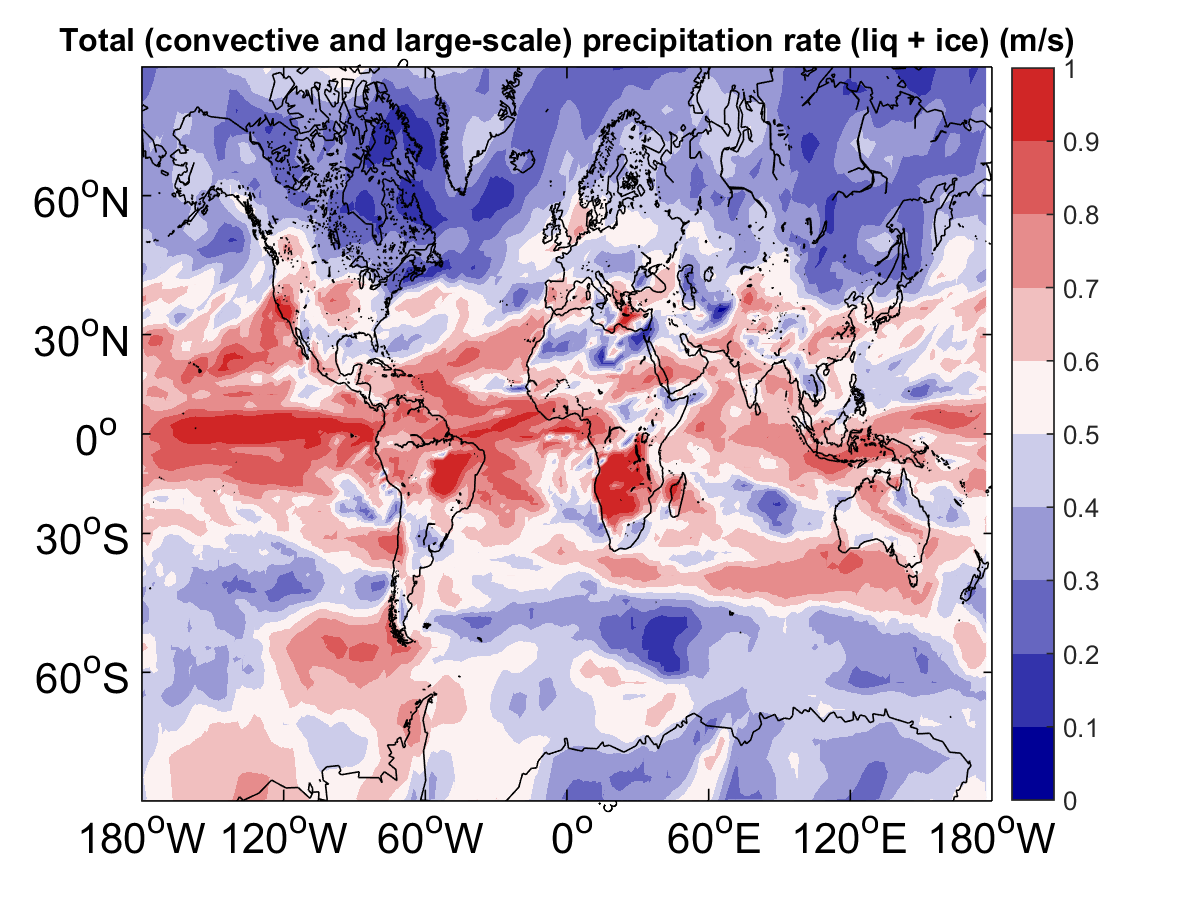 Total (convective and large-scale) precipitation rate (liq + ice) (m/s)
60°N
30°N
0°
30°S
60°S
180°W 120°W 60°W 0° 60°E 120°E 180°W
1
0.9
0.8
0.7
0.6
0.5
0.4
0.3
0.2
0.1
0